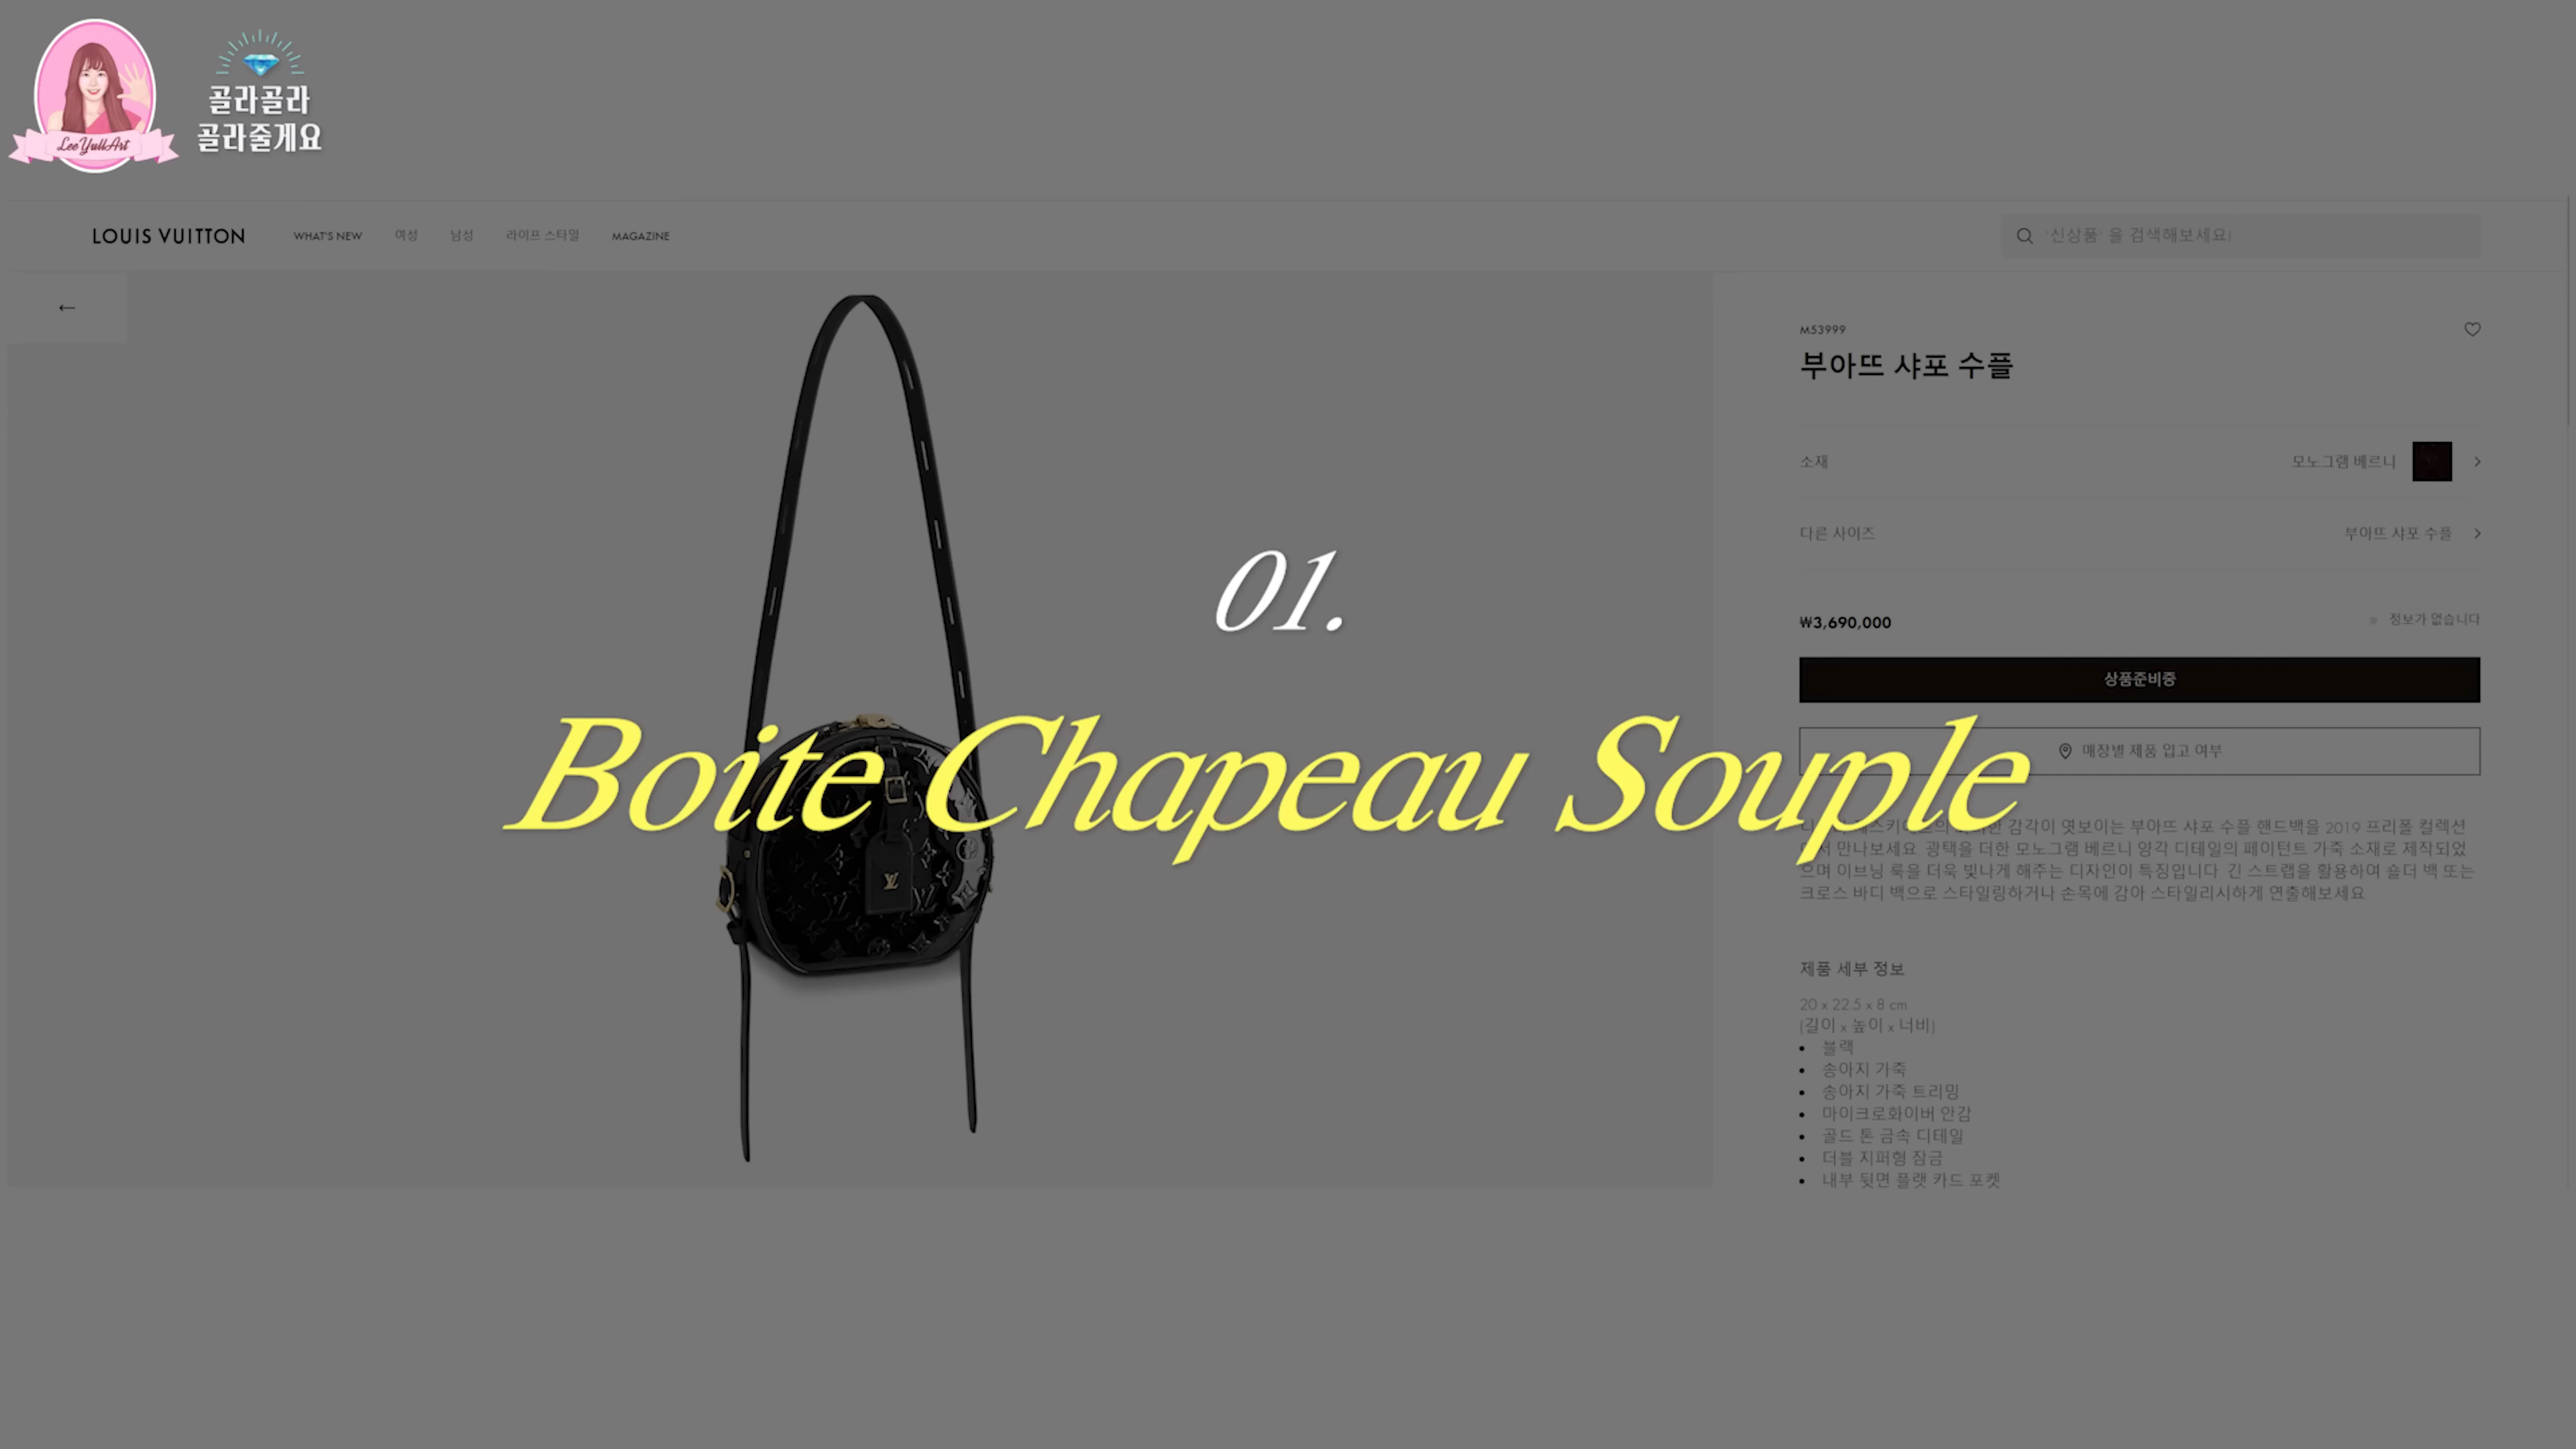 LeeYullArt
골라골라
골라줄게요
LOUIS VUITTON WHAT'S NEW 여성 남성 라이프 스타일 MAGAZINE '신상품' 을 검색해보세요!
←
M53999
부아뜨 샤포 수플
소재 모노그램 베르니
다른 사이즈 부아뜨 샤포 수플
01.
₩3,690,000 정보가 없습니다
상품준비중
매장별 제품 입고 여부
Boite Chapeau Souple
감각이 엿보이는 부아뜨 샤포 수플 핸드백을 2019 프리폴 컬렉션
만나보세요. 광택을 더한 모노그램 베르니 양각 디테일의 페이턴트 가죽 소재로 제작되었
으며 이브닝 룩을 더욱 빛나게 해주는 디자인이 특징입니다. 긴 스트랩을 활용하여 숄더 백 또는
크로스 바디 백으로 스타일링하거나 손목에 감아 스타일리시하게 연출해보세요.
제품 세부 정보
20 x 22.5 x 8 cm
(길이 x 높이 x 너비)
• 블랙
• 송아지 가죽
• 송아지 가죽 트리밍
• 마이크로화이버 안감
• 골드 톤 금속 디테일
• 더블 지퍼형 잠금
• 내부 뒷면 플랫 카드 포켓